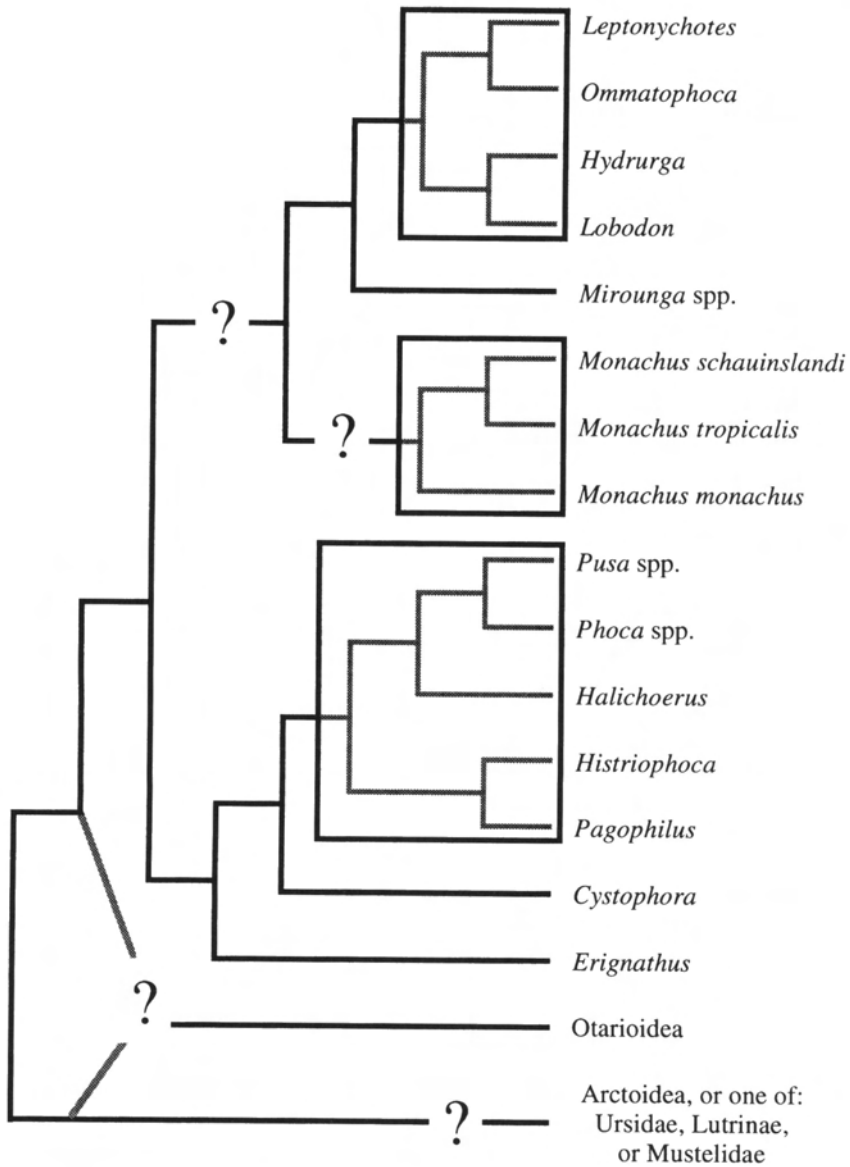 Leptonychotes
Ommatophoca
Hydrurga
Lobodon
Mirounga spp.
?
Monachus schauinslandi
Monachus tropicalis
?
Monachus monachus
Pusa spp.
Phoca spp.
Halichoerus
Histriophoca
Pagophilus
Cystophora
Erignathus
?
Otarioidea
?
Arctoidea, or one of:
Ursidae, Lutrinae,
or Mustelidae